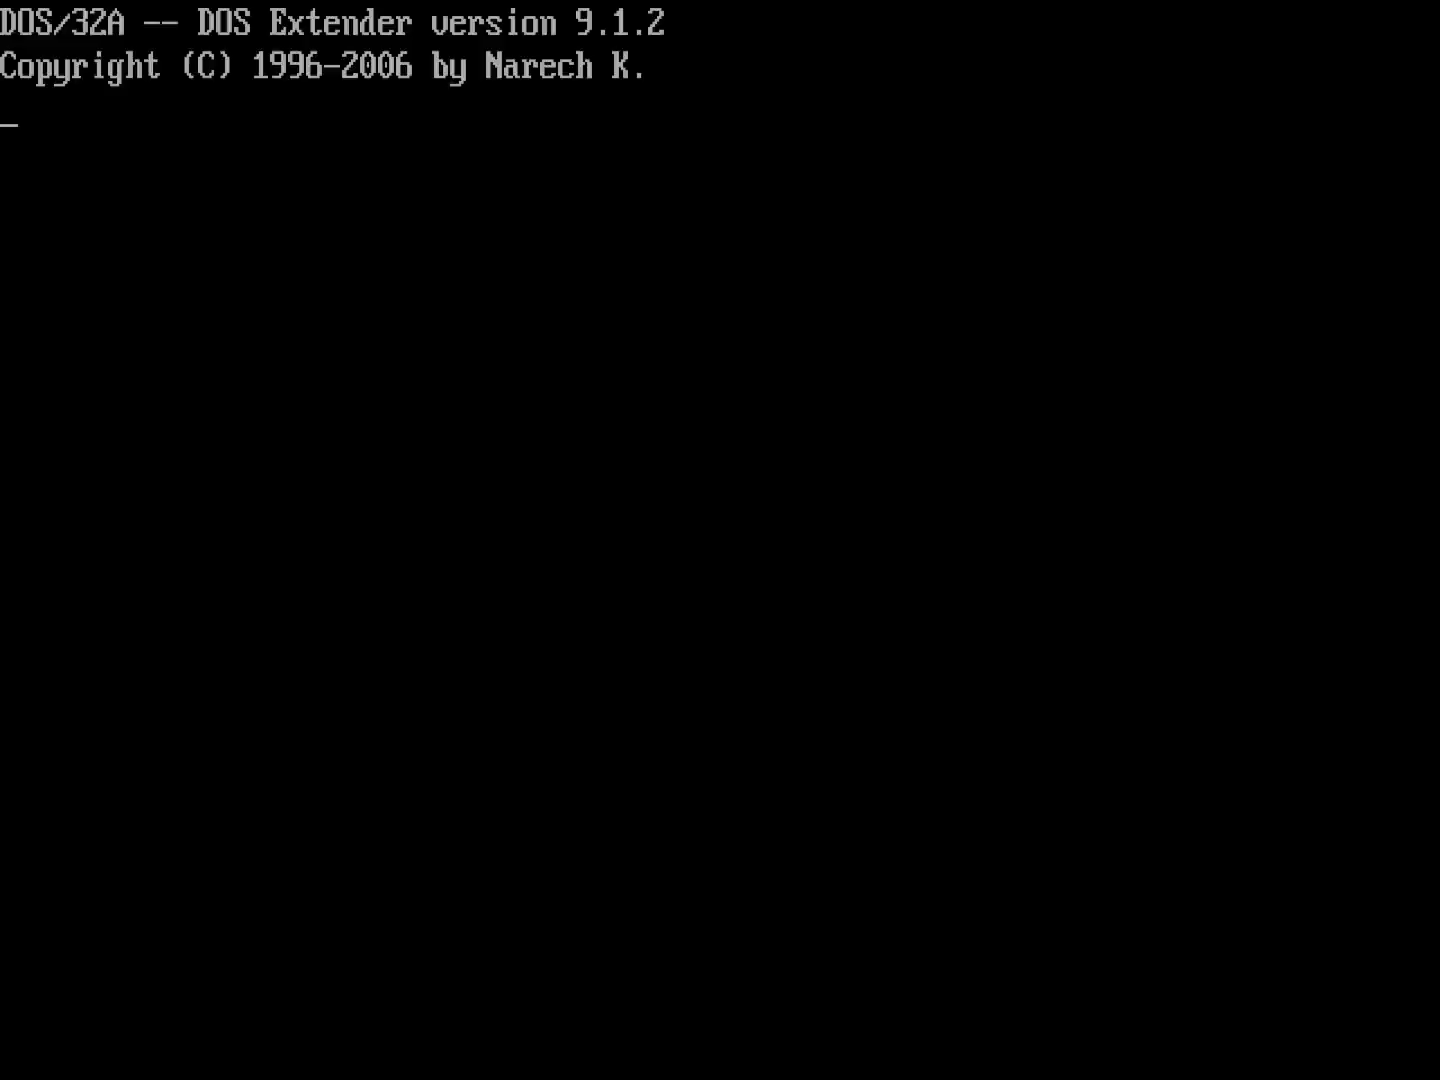 DOS/32A -- DOS Extender version 9.1.2
Copyright (C) 1996-2006 by Narech K.
_